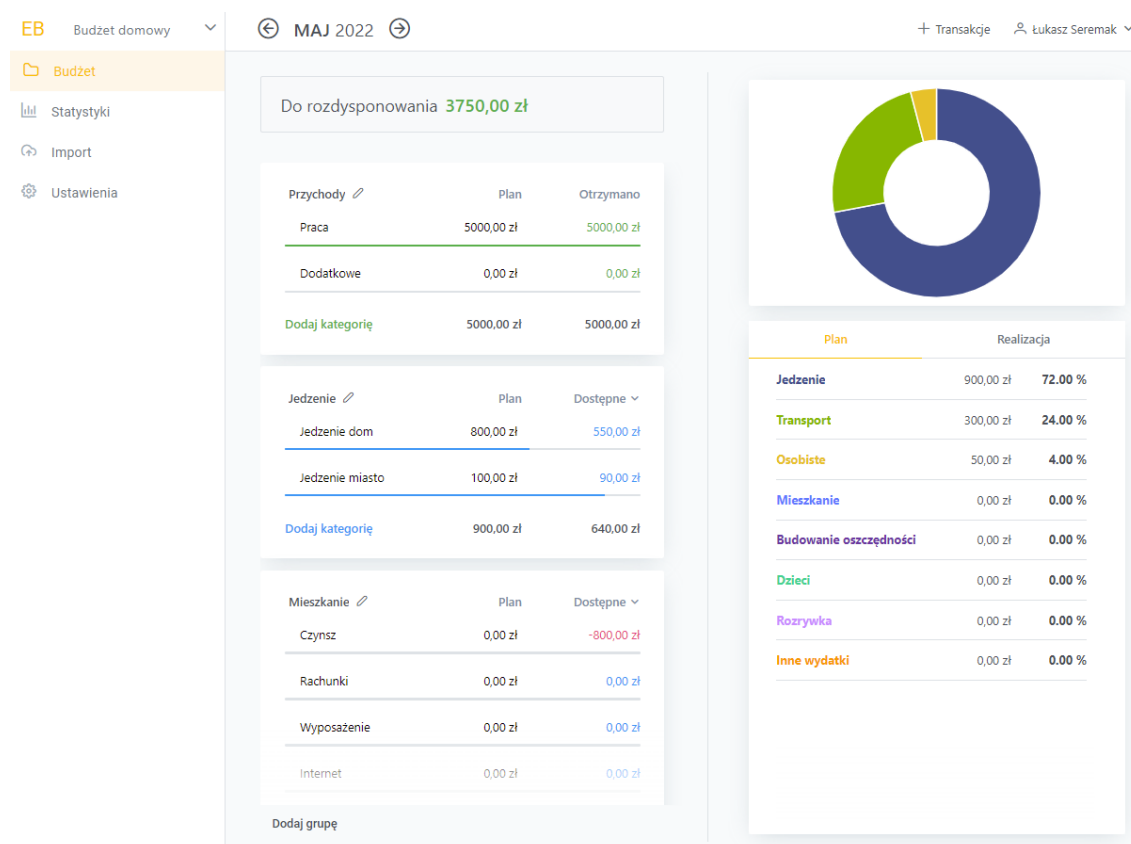 EB Budżet domowy
MAJ 2022
Transakcje Łukasz Seremak
Budżet
Statystyki
Import
Ustawienia
Do rozdysponowania 3750,00 zł
Przychody Plan Otrzymano
Praca 5000,00 zł 5000,00 zł
Dodatkowe 0,00 zł 0,00 zł
Dodaj kategorię 5000,00 zł 5000,00 zł
Jedzenie Plan Dostępne
Jedzenie dom 800,00 zł 550,00 zł
Jedzenie miasto 100,00 zł 90,00 zł
Dodaj kategorię 900,00 zł 640,00 zł
Mieszkanie Plan Dostępne
Czynsz 0,00 zł -800,00 zł
Rachunki 0,00 zł 0,00 zł
Wyposażenie 0,00 zł 0,00 zł
Internet 0,00 zł 0,00 zł
Dodaj grupę
Plan Realizacja
Jedzenie 900,00 zł 72.00 %
Transport 300,00 zł 24.00 %
Osobiste 50,00 zł 4.00 %
Mieszkanie 0,00 zł 0.00 %
Budowanie oszczędności 0,00 zł 0.00 %
Dzieci 0,00 zł 0.00 %
Rozrywka 0,00 zł 0.00 %
Inne wydatki 0,00 zł 0.00 %